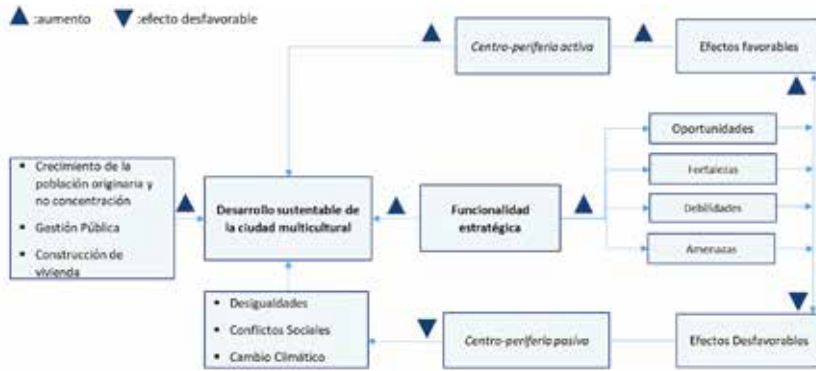 :aumento
:efecto desfavorable
Centro-periferia activa
Efectos favorables
Oportunidades
Fortalezas
Debilidades
Amenazas
▪ Crecimiento de la
población originaria y
no concentración
▪ Gestión Pública
▪ Construcción de
vivienda
Desarrollo sustentable de
la ciudad multicultural
Funcionalidad
estratégica
▪ Desigualdades
▪ Conflictos Sociales
▪ Cambio Climático
Centro-periferia pasiva
Efectos Desfavorables